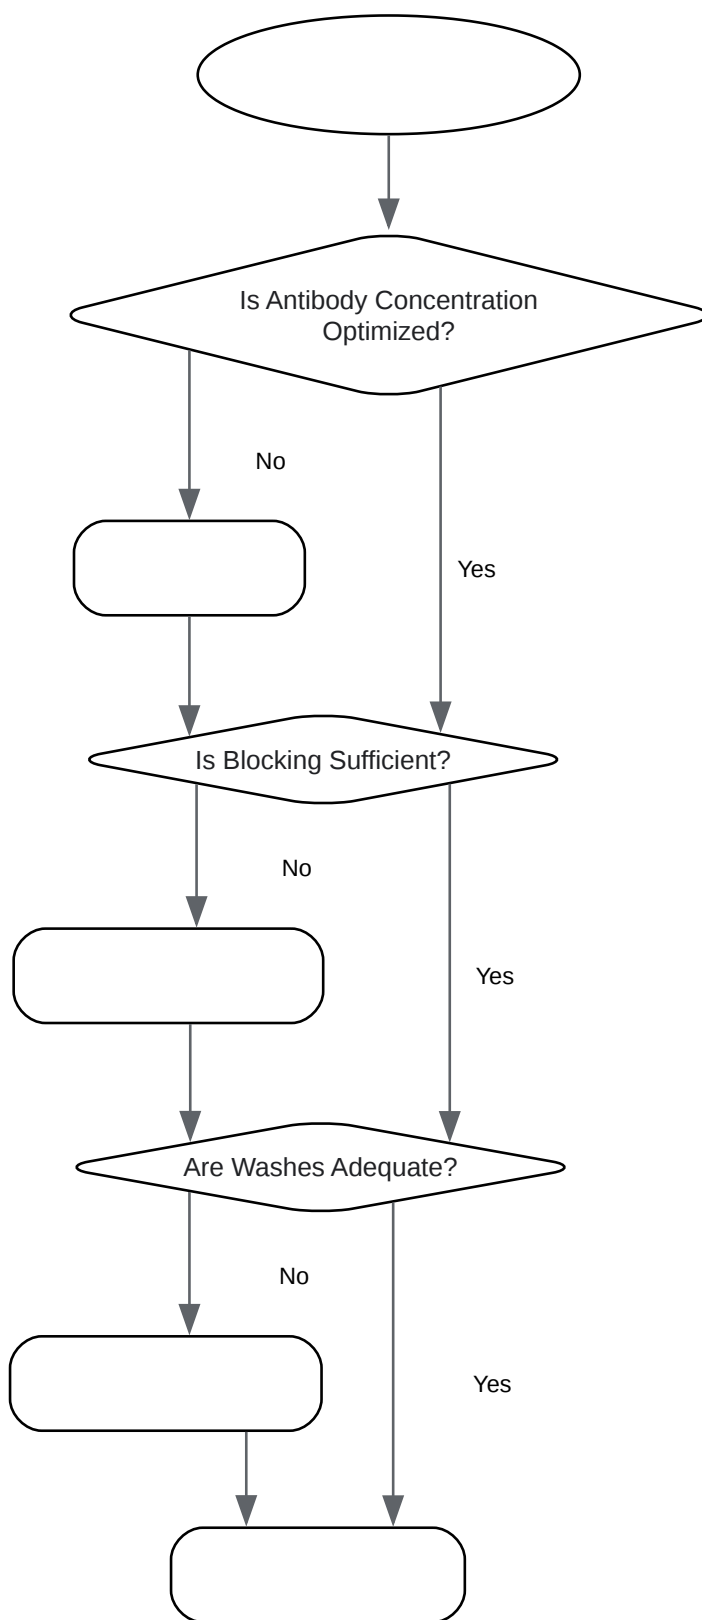 Is Antibody Concentration
Optimized?
No
Yes
Is Blocking Sufficient?
No
Yes
Are Washes Adequate?
No
Yes